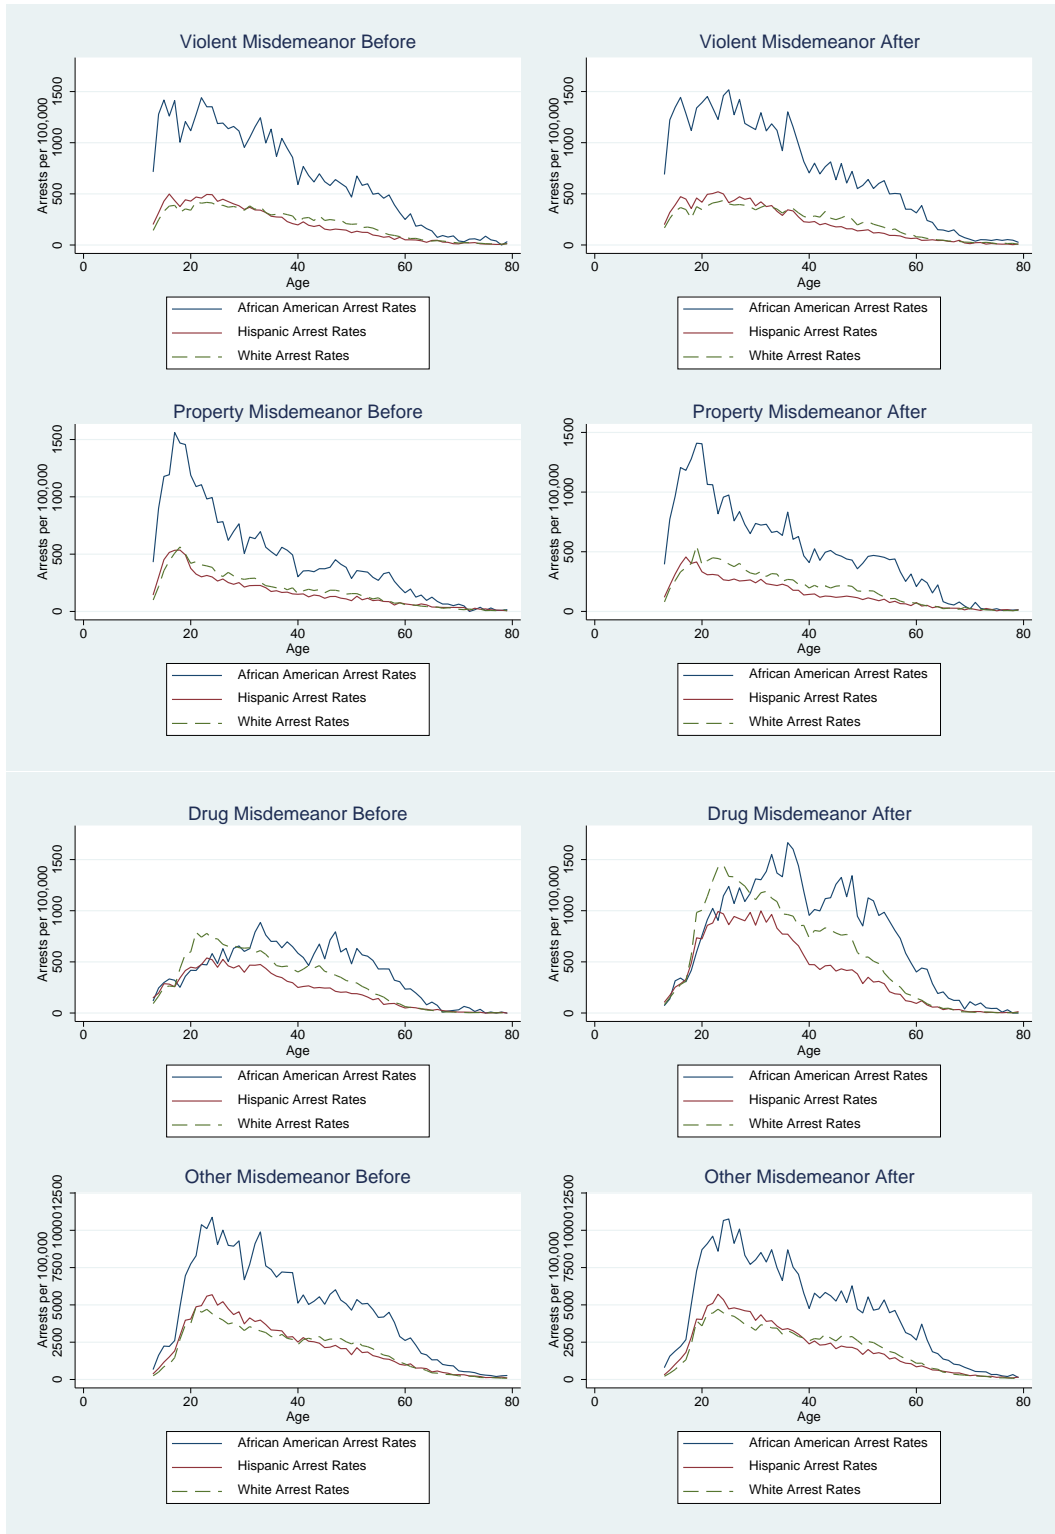 Violent Misdemeanor Before
Arrests per 100,000
0 500 1000 1500
0 20 40 60 80
Age
African American Arrest Rates
Hispanic Arrest Rates
White Arrest Rates
Violent Misdemeanor After
Arrests per 100,000
0 500 1000 1500
0 20 40 60 80
Age
African American Arrest Rates
Hispanic Arrest Rates
White Arrest Rates
Property Misdemeanor Before
Arrests per 100,000
0 500 1000 1500
0 20 40 60 80
Age
African American Arrest Rates
Hispanic Arrest Rates
White Arrest Rates
Property Misdemeanor After
Arrests per 100,000
0 500 1000 1500
0 20 40 60 80
Age
African American Arrest Rates
Hispanic Arrest Rates
White Arrest Rates
Drug Misdemeanor Before
Arrests per 100,000
0 500 1000 1500
0 20 40 60 80
Age
African American Arrest Rates
Hispanic Arrest Rates
White Arrest Rates
Drug Misdemeanor After
Arrests per 100,000
0 500 1000 1500
0 20 40 60 80
Age
African American Arrest Rates
Hispanic Arrest Rates
White Arrest Rates
Other Misdemeanor Before
Arrests per 100,000
0 2500 5000 7500 10000 12500
0 20 40 60 80
Age
African American Arrest Rates
Hispanic Arrest Rates
White Arrest Rates
Other Misdemeanor After
Arrests per 100,000
0 2500 5000 7500 10000 12500
0 20 40 60 80
Age
African American Arrest Rates
Hispanic Arrest Rates
White Arrest Rates